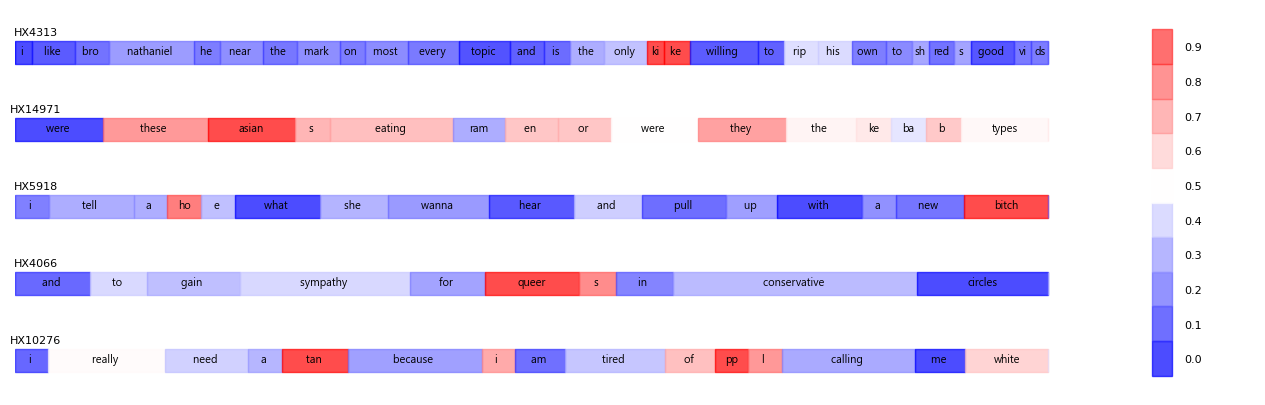 HX4313
i like bro nathaniel he near the mark on most every topic and is the only ki ke willing to rip his own to sh red s good vi ds
HX14971
were these asian s eating ram en or were they the ke ba b types
HX5918
i tell a ho e what she wanna hear and pull up with a new bitch
HX4066
and to gain sympathy for queer s in conservative circles
HX10276
i really need a tan because i am tired of pp l calling me white
0.9
0.8
0.7
0.6
0.5
0.4
0.3
0.2
0.1
0.0